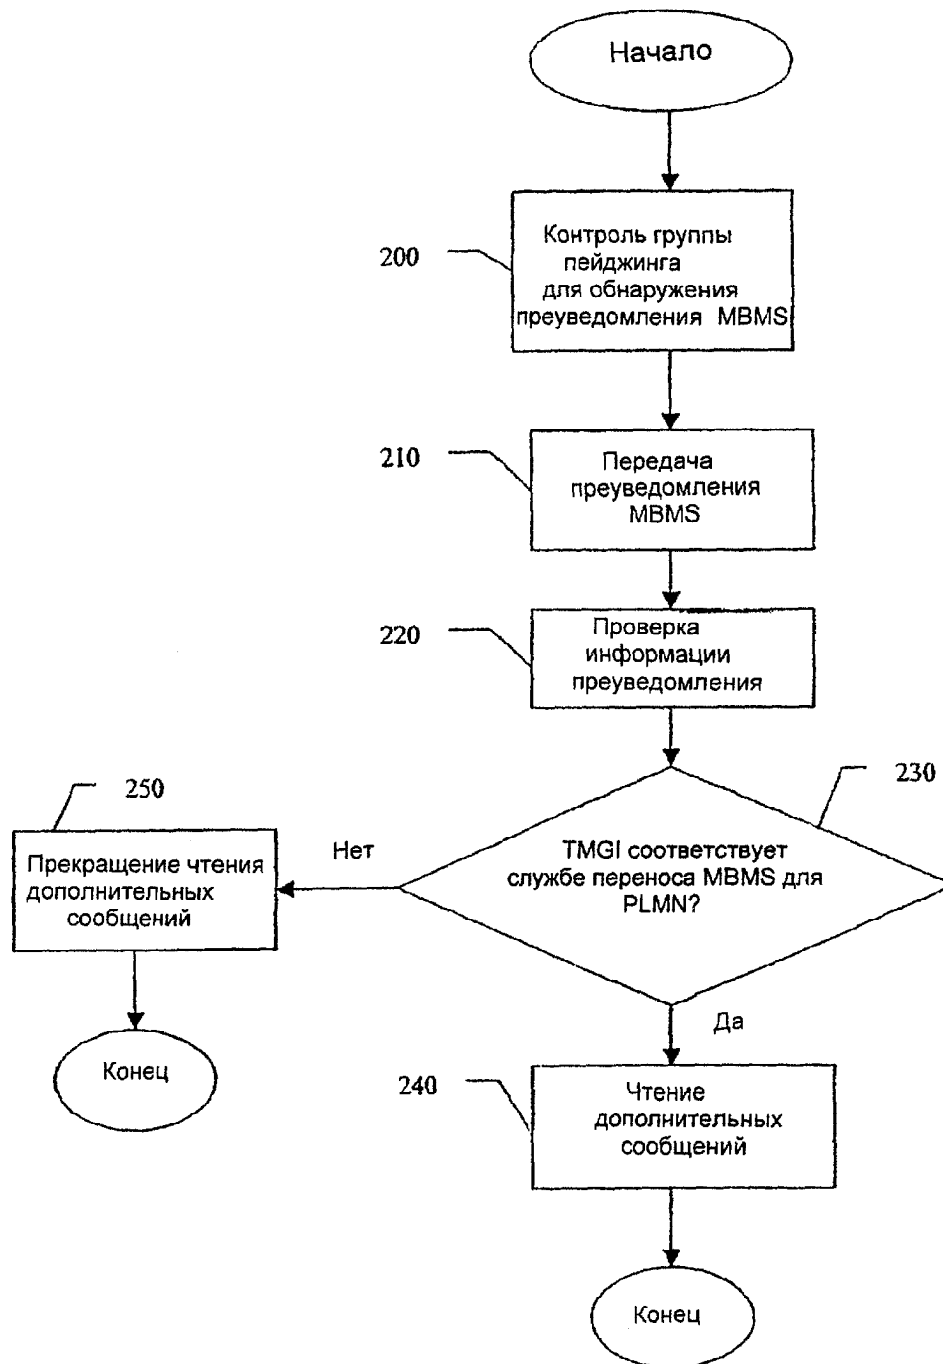 Начало
200
Контроль группы
пейджинга
для обнаружения
преуведомления MBMS
210
Передача
преуведомления
MBMS
220
Проверка
информации
преуведомления
230
TMGI соответствует
службе переноса MBMS для
PLMN?
Нет
250
Прекращение чтения
дополнительных
сообщений
Конец
Да
240
Чтение
дополнительных
сообщений
Конец